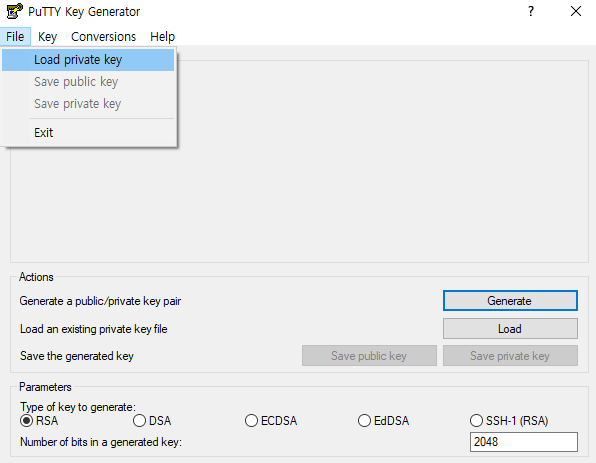 PuTTY Key Generator
? ×
File Key Conversions Help
Load private key
Save public key
Save private key
Exit
Actions
Generate a public/private key pair Generate
Load an existing private key file Load
Save the generated key Save public key Save private key
Parameters
Type of key to generate:
RSA DSA ECDSA EdDSA SSH-1 (RSA)
Number of bits in a generated key: 2048